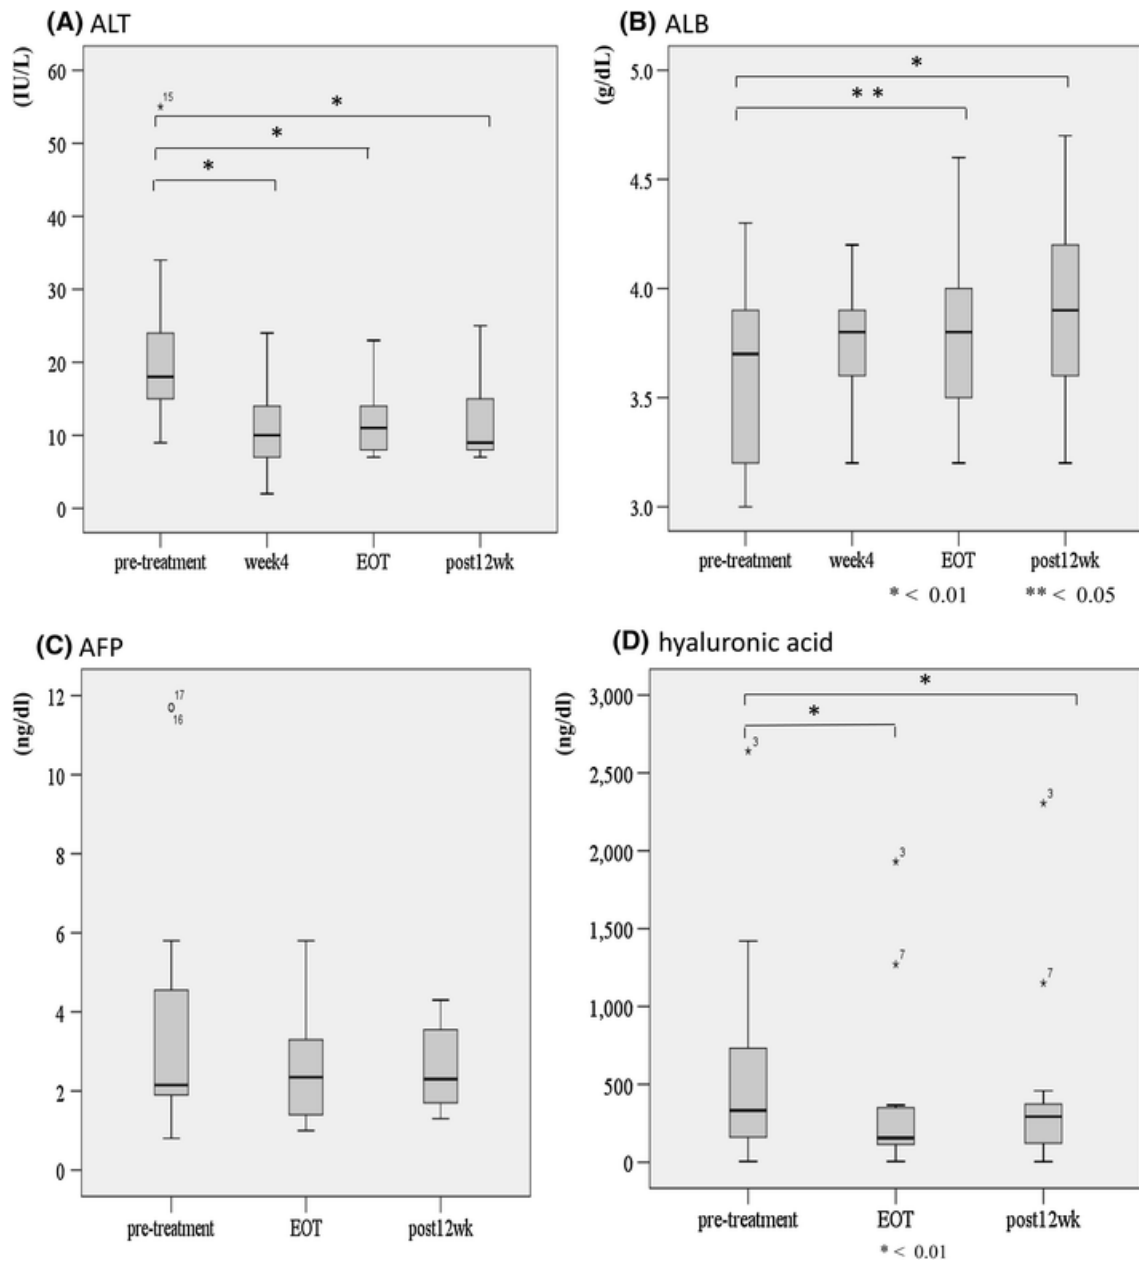 (A) ALT
(IU/L)
60
50
40
30
20
10
0
*15
*
*
*
pre-treatment week4 EOT post12wk
(B) ALB
(g/dL)
5.0
4.5
4.0
3.5
3.0
*
* *
pre-treatment week4 EOT post12wk
* < 0.01 ** < 0.05
(C) AFP
(ng/dl)
12
10
8
6
4
2
0
17
16
pre-treatment EOT post12wk
(D) hyaluronic acid
(ng/dl)
3,000
2,500
2,000
1,500
1,000
500
0
*
*
*3
*3
*7
*3
*7
pre-treatment EOT post12wk
* < 0.01